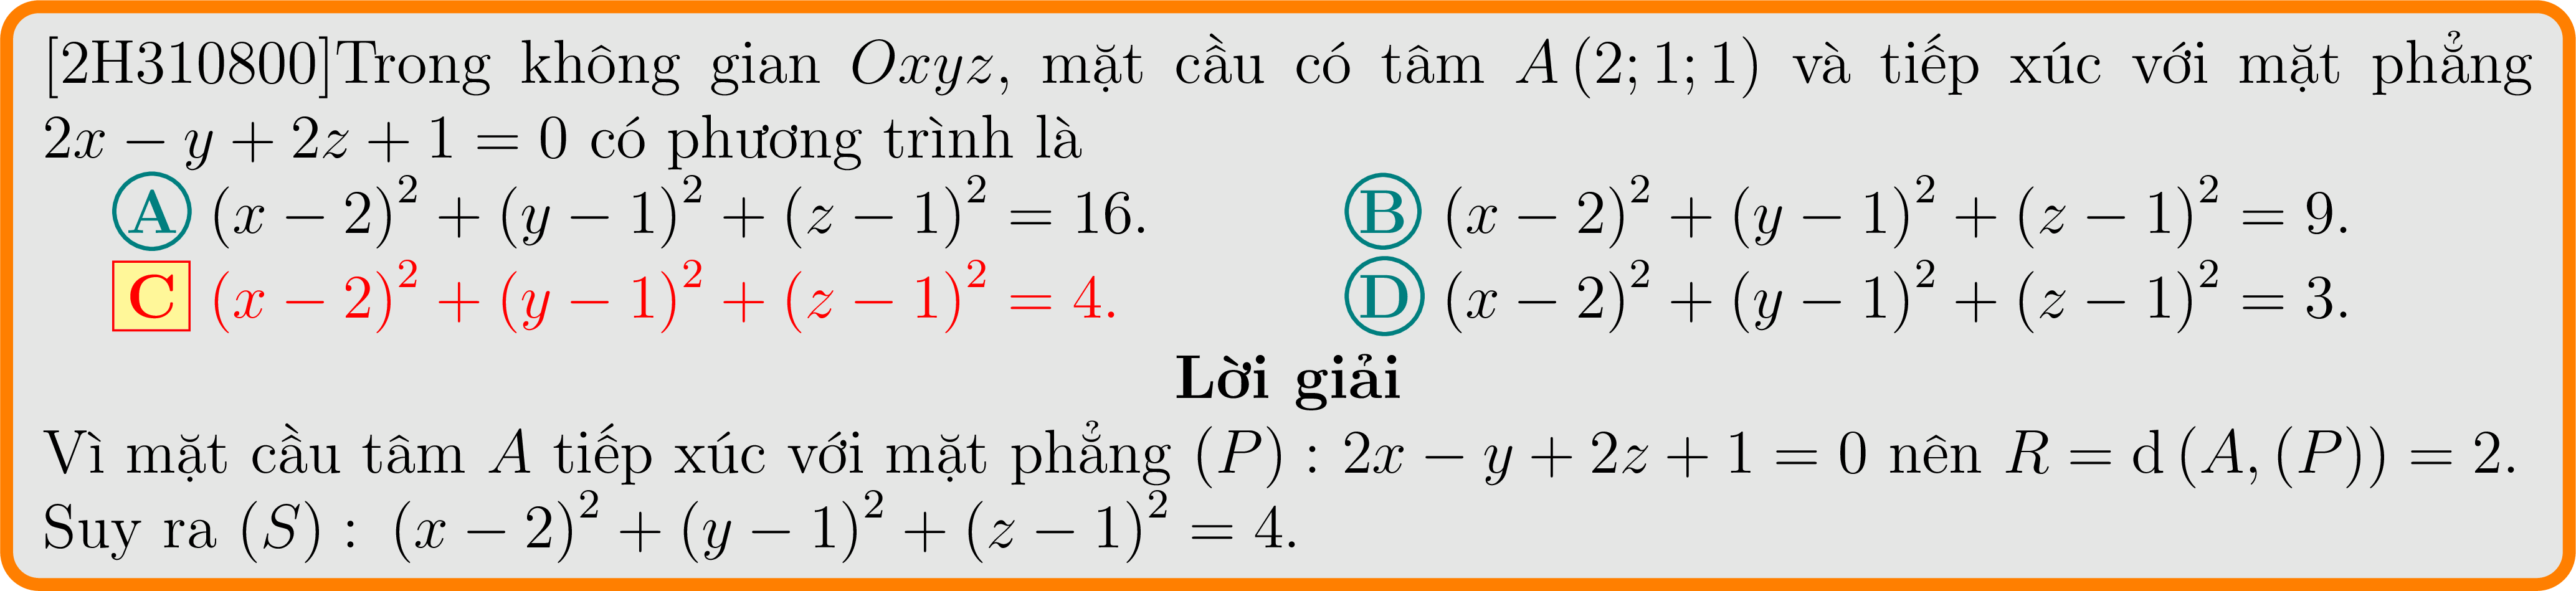 [2H310800]Trong không gian Oxyz, mặt cầu có tâm A (2; 1; 1) và tiếp xúc với mặt phẳng
2x − y + 2z + 1 = 0 có phương trình là
A (x − 2)² + (y − 1)² + (z − 1)² = 16. B (x − 2)² + (y − 1)² + (z − 1)² = 9.
C (x − 2)² + (y − 1)² + (z − 1)² = 4. D (x − 2)² + (y − 1)² + (z − 1)² = 3.
Lời giải
Vì mặt cầu tâm A tiếp xúc với mặt phẳng (P) : 2x − y + 2z + 1 = 0 nên R = d (A, (P)) = 2.
Suy ra (S) : (x − 2)² + (y − 1)² + (z − 1)² = 4.